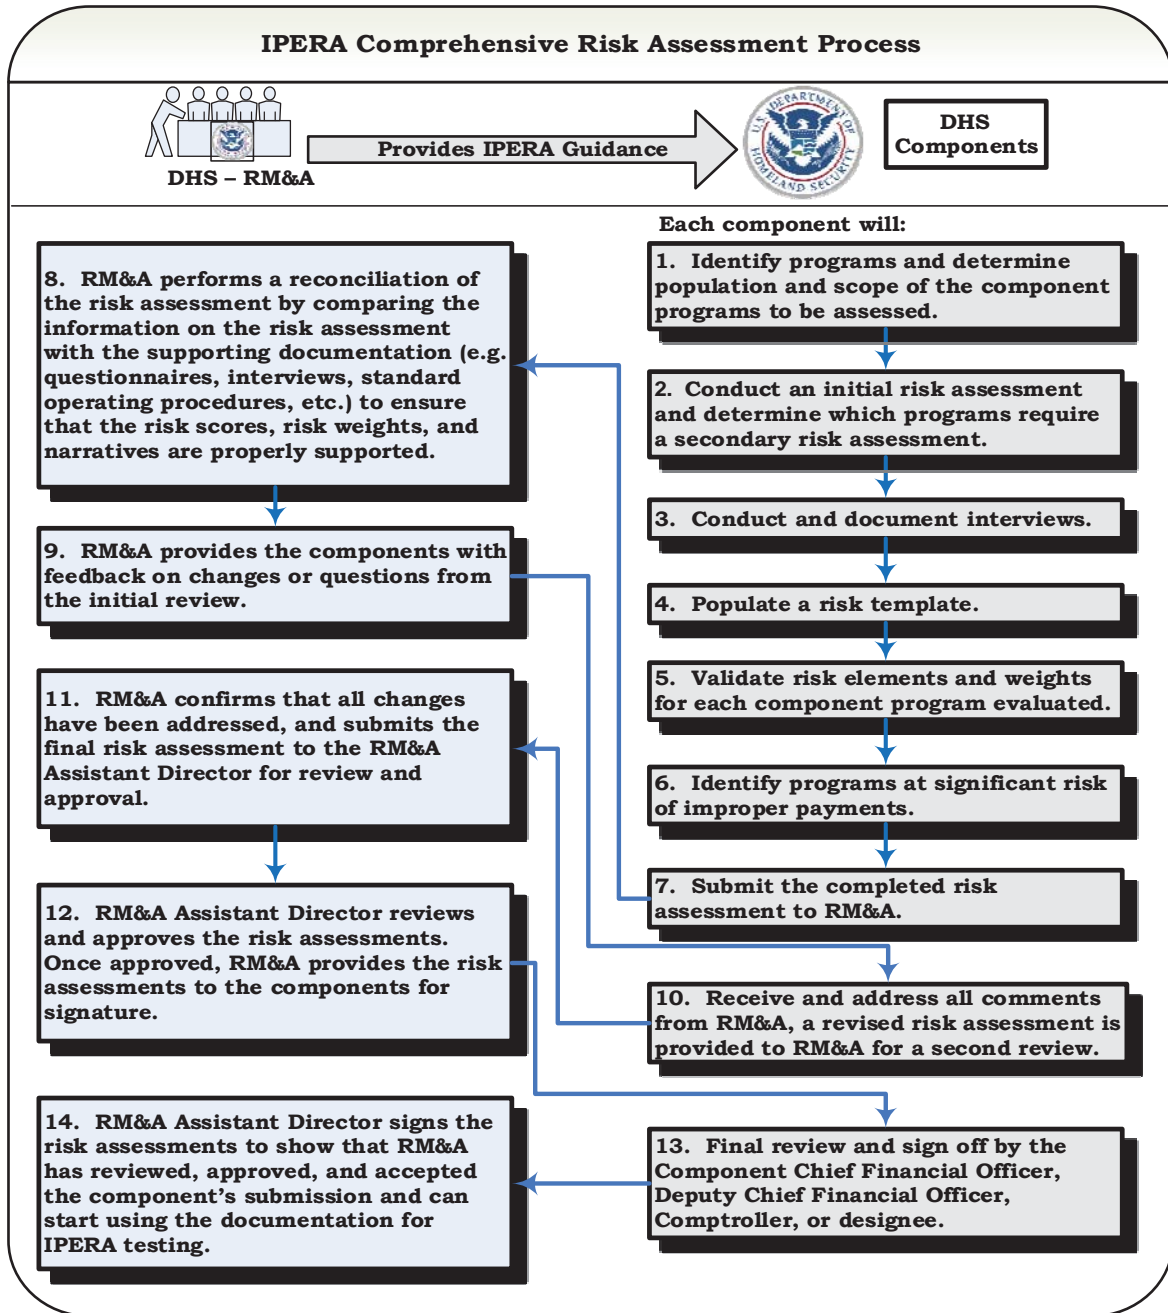 IPERA Comprehensive Risk Assessment Process
DHS – RM&A
Provides IPERA Guidance
U.S. DEPARTMENT OF
HOMELAND SECURITY
DHS
Components
Each component will:
1. Identify programs and determine
population and scope of the component
programs to be assessed.
2. Conduct an initial risk assessment
and determine which programs require
a secondary risk assessment.
3. Conduct and document interviews.
4. Populate a risk template.
5. Validate risk elements and weights
for each component program evaluated.
6. Identify programs at significant risk
of improper payments.
7. Submit the completed risk
assessment to RM&A.
8. RM&A performs a reconciliation of
the risk assessment by comparing the
information on the risk assessment
with the supporting documentation (e.g.
questionnaires, interviews, standard
operating procedures, etc.) to ensure
that the risk scores, risk weights, and
narratives are properly supported.
9. RM&A provides the components with
feedback on changes or questions from
the initial review.
10. Receive and address all comments
from RM&A, a revised risk assessment is
provided to RM&A for a second review.
11. RM&A confirms that all changes
have been addressed, and submits the
final risk assessment to the RM&A
Assistant Director for review and
approval.
12. RM&A Assistant Director reviews
and approves the risk assessments.
Once approved, RM&A provides the risk
assessments to the components for
signature.
13. Final review and sign off by the
Component Chief Financial Officer,
Deputy Chief Financial Officer,
Comptroller, or designee.
14. RM&A Assistant Director signs the
risk assessments to show that RM&A
has reviewed, approved, and accepted
the component's submission and can
start using the documentation for
IPERA testing.